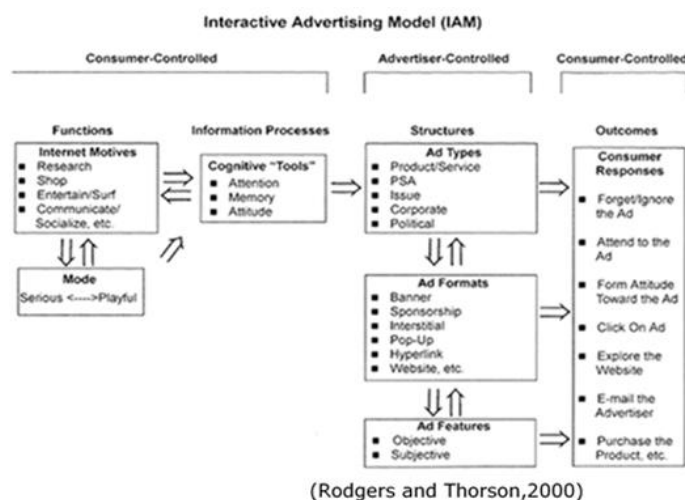 Interactive Advertising Model (IAM)
Consumer-Controlled
Advertiser-Controlled
Consumer-Controlled
Functions
Internet Motives
Research
Shop
Entertain/Surf
Communicate/
Socialize, etc.
Mode
Serious <---->Playful
Information Processes
Cognitive “Tools”
Attention
Memory
Attitude
Structures
Ad Types
Product/Service
PSA
Issue
Corporate
Political
Ad Formats
Banner
Sponsorship
Interstitial
Pop-Up
Hyperlink
Website, etc.
Ad Features
Objective
Subjective
Outcomes
Consumer
Responses
Forget/Ignore
the Ad
Attend to the
Ad
Form Attitude
Toward the Ad
Click On Ad
Explore the
Website
E-mail the
Advertiser
Purchase the
Product, etc.
(Rodgers and Thorson,2000)